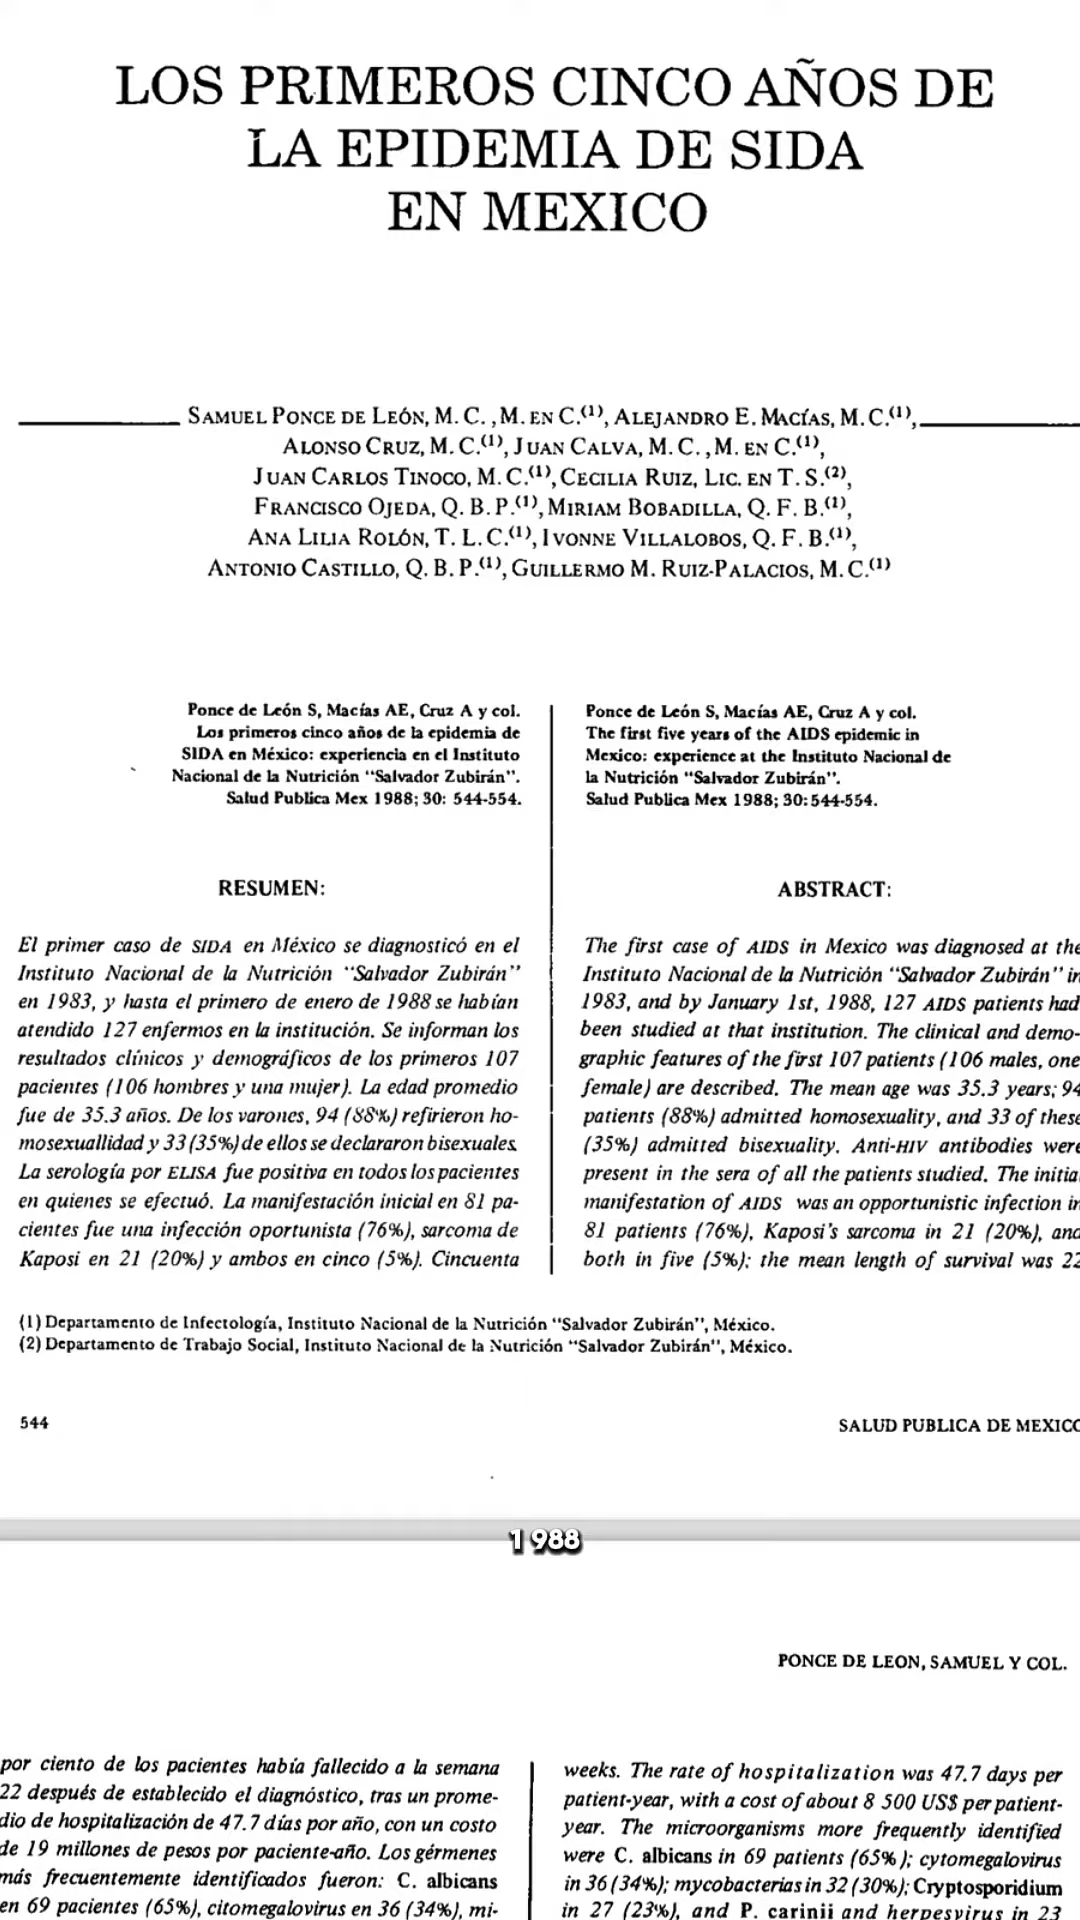 LOS PRIMEROS CINCO AÑOS DE
LA EPIDEMIA DE SIDA
EN MEXICO
SAMUEL PONCE DE LEÓN, M. C. , M. EN C.(1), ALEJANDRO E. MACÍAS, M. C.(1),
ALONSO CRUZ, M. C.(1), JUAN CALVA, M. C. , M. EN C.(1),
JUAN CARLOS TINOCO, M. C.(1), CECILIA RUIZ, LIC. EN T. S.(2),
FRANCISCO OJEDA, Q. B. P.(1), MIRIAM BOBADILLA, Q. F. B.(1),
ANA LILIA ROLÓN, T. L. C.(1), IVONNE VILLALOBOS, Q. F. B.(1),
ANTONIO CASTILLO, Q. B. P.(1), GUILLERMO M. RUIZ-PALACIOS, M. C.(1)
Ponce de León S, Macías AE, Cruz A y col.
Los primeros cinco años de la epidemia de
SIDA en México: experiencia en el Instituto
Nacional de la Nutrición "Salvador Zubirán".
Salud Publica Mex 1988; 30: 544-554.
RESUMEN:
El primer caso de SIDA en México se diagnosticó en el
Instituto Nacional de la Nutrición "Salvador Zubirán"
en 1983, y hasta el primero de enero de 1988 se habían
atendido 127 enfermos en la institución. Se informan los
resultados clínicos y demográficos de los primeros 107
pacientes (106 hombres y una mujer). La edad promedio
fue de 35.3 años. De los varones, 94 (88%) refirieron ho-
mosexuallidad y 33 (35%) de ellos se declararon bisexuales.
La serología por ELISA fue positiva en todos los pacientes
en quienes se efectuó. La manifestación inicial en 81 pa-
cientes fue una infección oportunista (76%), sarcoma de
Kaposi en 21 (20%) y ambos en cinco (5%). Cincuenta
Ponce de León S, Macías AE, Cruz A y col.
The first five years of the AIDS epidemic in
Mexico: experience at the Instituto Nacional de
la Nutrición "Salvador Zubirán".
Salud Publica Mex 1988; 30:544-554.
ABSTRACT:
The first case of AIDS in Mexico was diagnosed at the
Instituto Nacional de la Nutrición "Salvador Zubirán" in
1983, and by January 1st, 1988, 127 AIDS patients had
been studied at that institution. The clinical and demo-
graphic features of the first 107 patients (106 males, one
female) are described. The mean age was 35.3 years; 94
patients (88%) admitted homosexuality, and 33 of these
(35%) admitted bisexuality. Anti-HIV antibodies were
present in the sera of all the patients studied. The initial
manifestation of AIDS was an opportunistic infection in
81 patients (76%), Kaposi's sarcoma in 21 (20%), and
both in five (5%); the mean length of survival was 22
(1) Departamento de Infectología, Instituto Nacional de la Nutrición "Salvador Zubirán", México.
(2) Departamento de Trabajo Social, Instituto Nacional de la Nutrición "Salvador Zubirán", México.
544
SALUD PUBLICA DE MEXICO
1 988
PONCE DE LEON, SAMUEL Y COL.
por ciento de los pacientes había fallecido a la semana
22 después de establecido el diagnóstico, tras un prome-
dio de hospitalización de 47.7 días por año, con un costo
de 19 millones de pesos por paciente-año. Los gérmenes
más frecuentemente identificados fueron: C. albicans
en 69 pacientes (65%), citomegalovirus en 36 (34%), mi-
weeks. The rate of hospitalization was 47.7 days per
patient-year, with a cost of about 8 500 US$ per patient-
year. The microorganisms more frequently identified
were C. albicans in 69 patients (65% ); cytomegalovirus
in 36 (34%); mycobacterias in 32 (30%); Cryptosporidium
in 27 (23%), and P. carinii and herpesvirus in 23